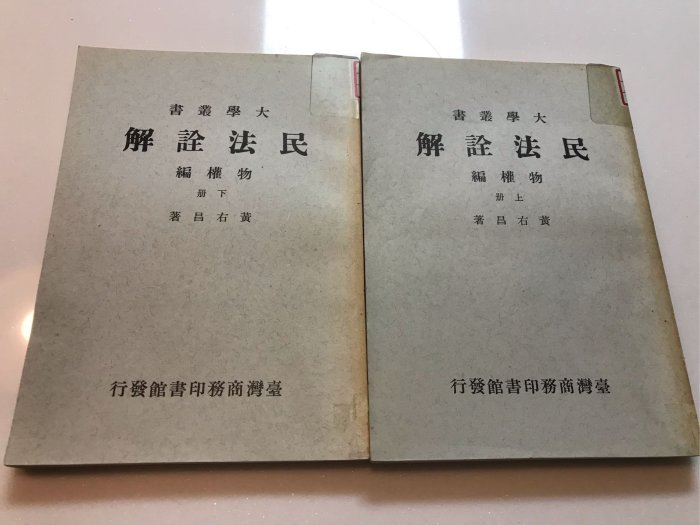 大學叢書
民法詮解
物權編
上册
黃右昌著
臺灣商務印書館發行
大學叢書
民法詮解
物權編
下册
黃右昌著
臺灣商務印書館發行